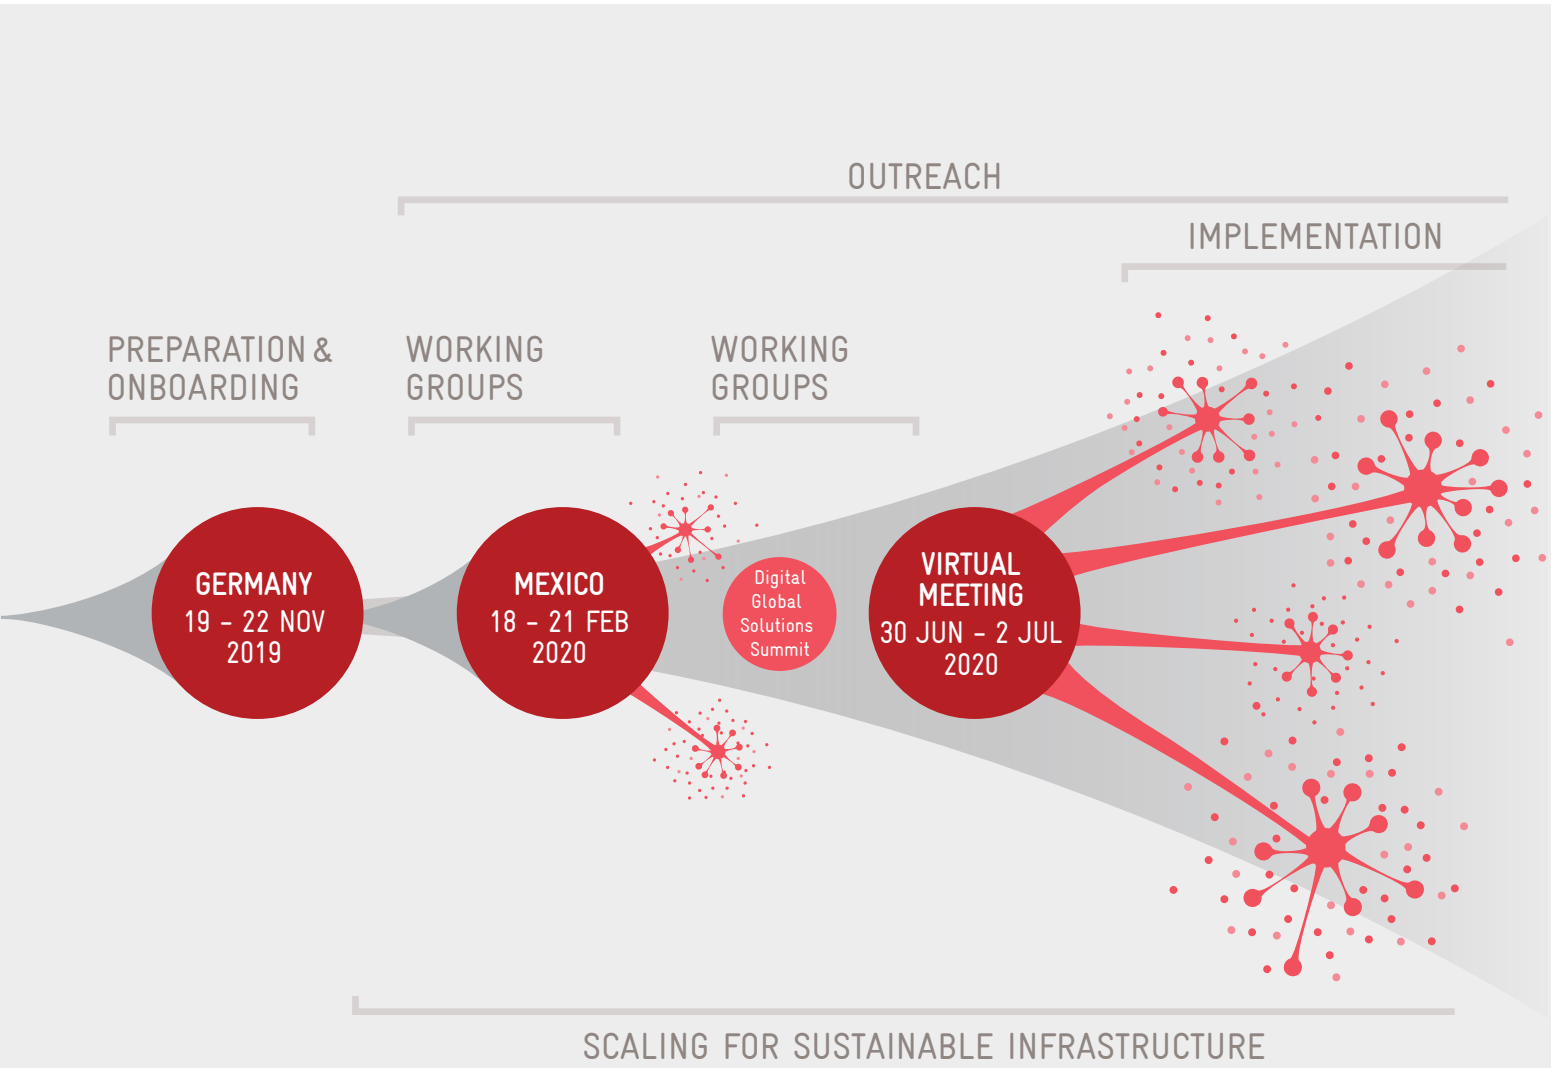 OUTREACH
IMPLEMENTATION
PREPARATION &
ONBOARDING
WORKING
GROUPS
WORKING
GROUPS
GERMANY
19 – 22 NOV
2019
MEXICO
18 – 21 FEB
2020
Digital
Global
Solutions
Summit
VIRTUAL
MEETING
30 JUN – 2 JUL
2020
SCALING FOR SUSTAINABLE INFRASTRUCTURE